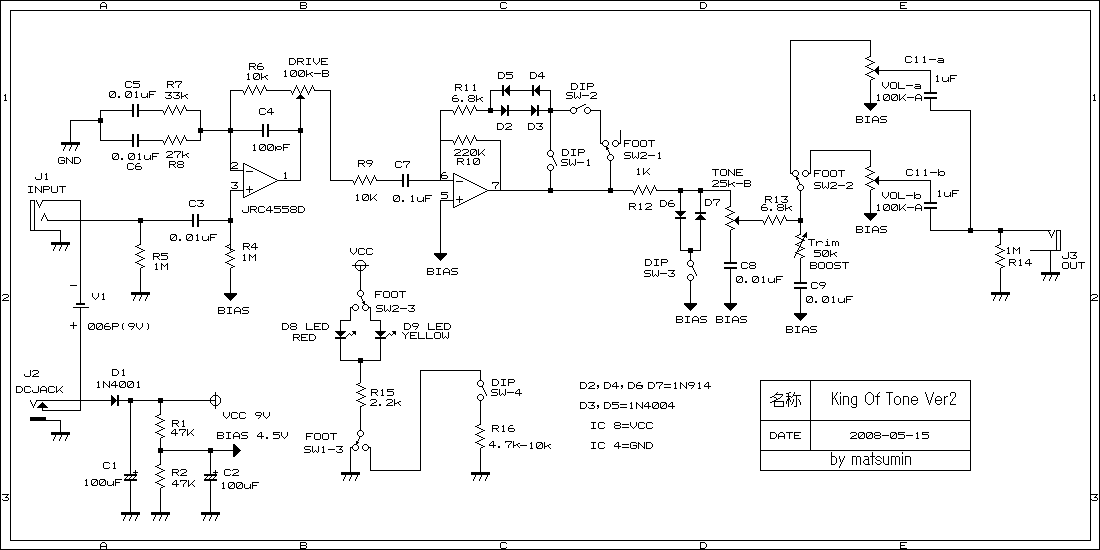 A B C D E
1
2
3
1
2
3
A B C D E
C5
0.01uF
R7
33k
0.01uF
C6
27k
R8
GND
R6
10k
DRIVE
100k-B
C4
100pF
2
3
1
JRC4558D
J1
INPUT
C3
0.01uF
R5
1M
R4
1M
BIAS
V1
006P(9V)
J2
DCJACK
D1
1N4001
R1
47K
R2
47K
C1
100uF
C2
100uF
VCC 9V
BIAS 4.5V
R9
10K
C7
0.1uF
R11
6.8k
D5 D4
D2 D3
220K
R10
6
5
7
BIAS
DIP
SW-2
DIP
SW-1
FOOT
SW2-1
1K
R12
D6
D7
DIP
SW-3
BIAS
TONE
25k-B
C8
0.01uF
BIAS
R13
6.8k
Trim
50k
BOOST
C9
0.01uF
BIAS
FOOT
SW2-2
C11-a
1uF
VOL-a
100K-A
BIAS
C11-b
1uF
VOL-b
100K-A
BIAS
1M
R14
J3
OUT
VCC
FOOT
SW2-3
D8 LED
RED
D9 LED
YELLOW
R15
2.2k
FOOT
SW1-3
DIP
SW-4
R16
4.7k-10k
D2,D4,D6 D7=1N914
D3,D5=1N4004
IC 8=VCC
IC 4=GND
名称 King Of Tone Ver2
DATE 2008-05-15
by matsumin